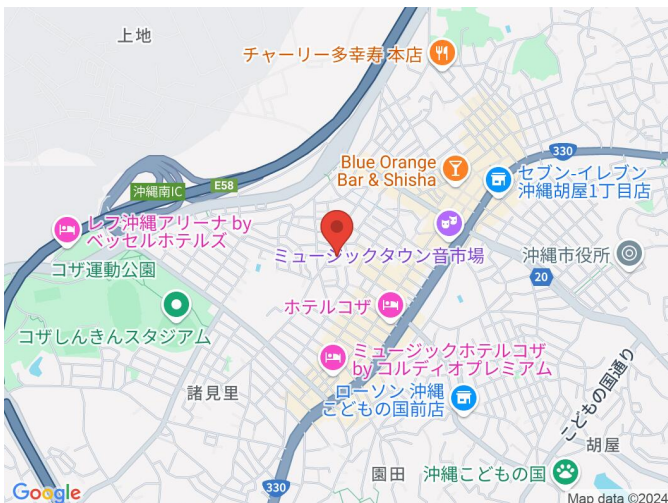 上地
チャーリー多幸寿 本店
330
Blue Orange
Bar & Shisha
セブン-イレブン
沖縄胡屋1丁目店
沖縄南IC
E58
レフ沖縄アリーナ by
ベッセルホテルズ
ミュージックタウン音市場
沖縄市役所
コザ運動公園
20
ホテルコザ
コザしんきんスタジアム
ミュージックホテルコザ
by コルディオプレミアム
諸見里
ローソン 沖縄
こどもの国前店
こどもの国通り
胡屋
園田
沖縄こどもの国
330
Google
Map data ©2024